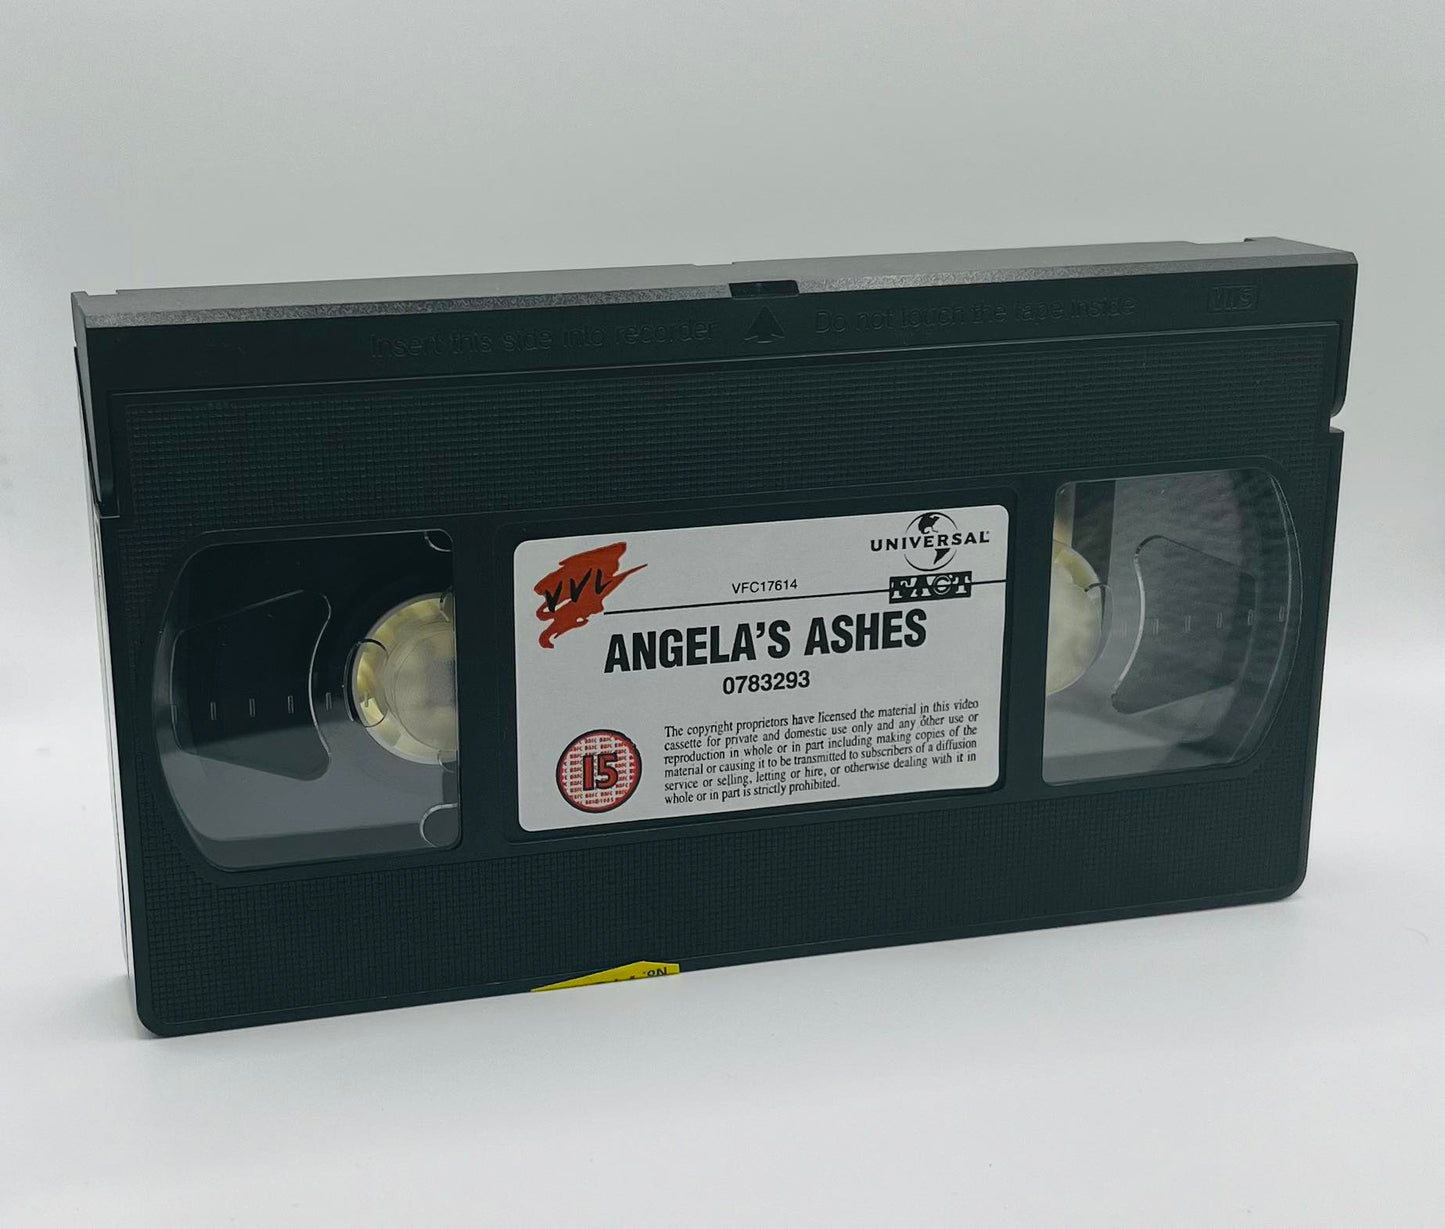 Insert this side into recorder
Do not touch the tape inside
VHS
VVL
UNIVERSAL
VFC17614
FACT
ANGELA'S ASHES
0783293
15
The copyright proprietors have licensed the material in this video
cassette for private and domestic use only and any other use or
reproduction in whole or in part including making copies of the
material or causing it to be transmitted to subscribers of a diffusion
service or selling, letting or hire, or otherwise dealing with it in
whole or in part is strictly prohibited.